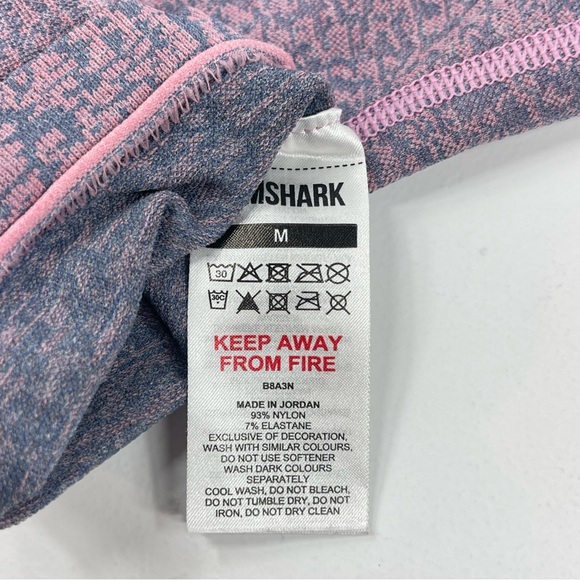 MSHARK
M
30
30C
KEEP AWAY
FROM FIRE
B8A3N
MADE IN JORDAN
93% NYLON
7% ELASTANE
EXCLUSIVE OF DECORATION,
WASH WITH SIMILAR COLOURS,
DO NOT USE SOFTENER
WASH DARK COLOURS
SEPARATELY
COOL WASH, DO NOT BLEACH,
DO NOT TUMBLE DRY, DO NOT
IRON, DO NOT DRY CLEAN